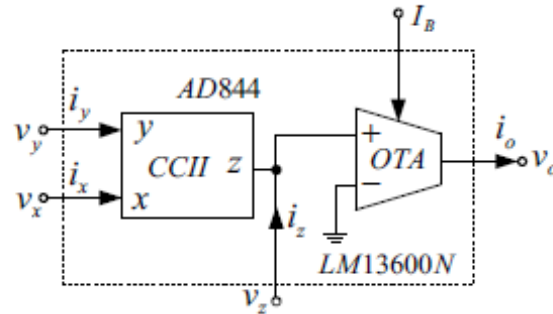 I_B
AD844
i_y
v_y
y
CCII
z
+
OTA
−
i_o
v_o
i_x
v_x
x
i_z
LM13600N
v_z